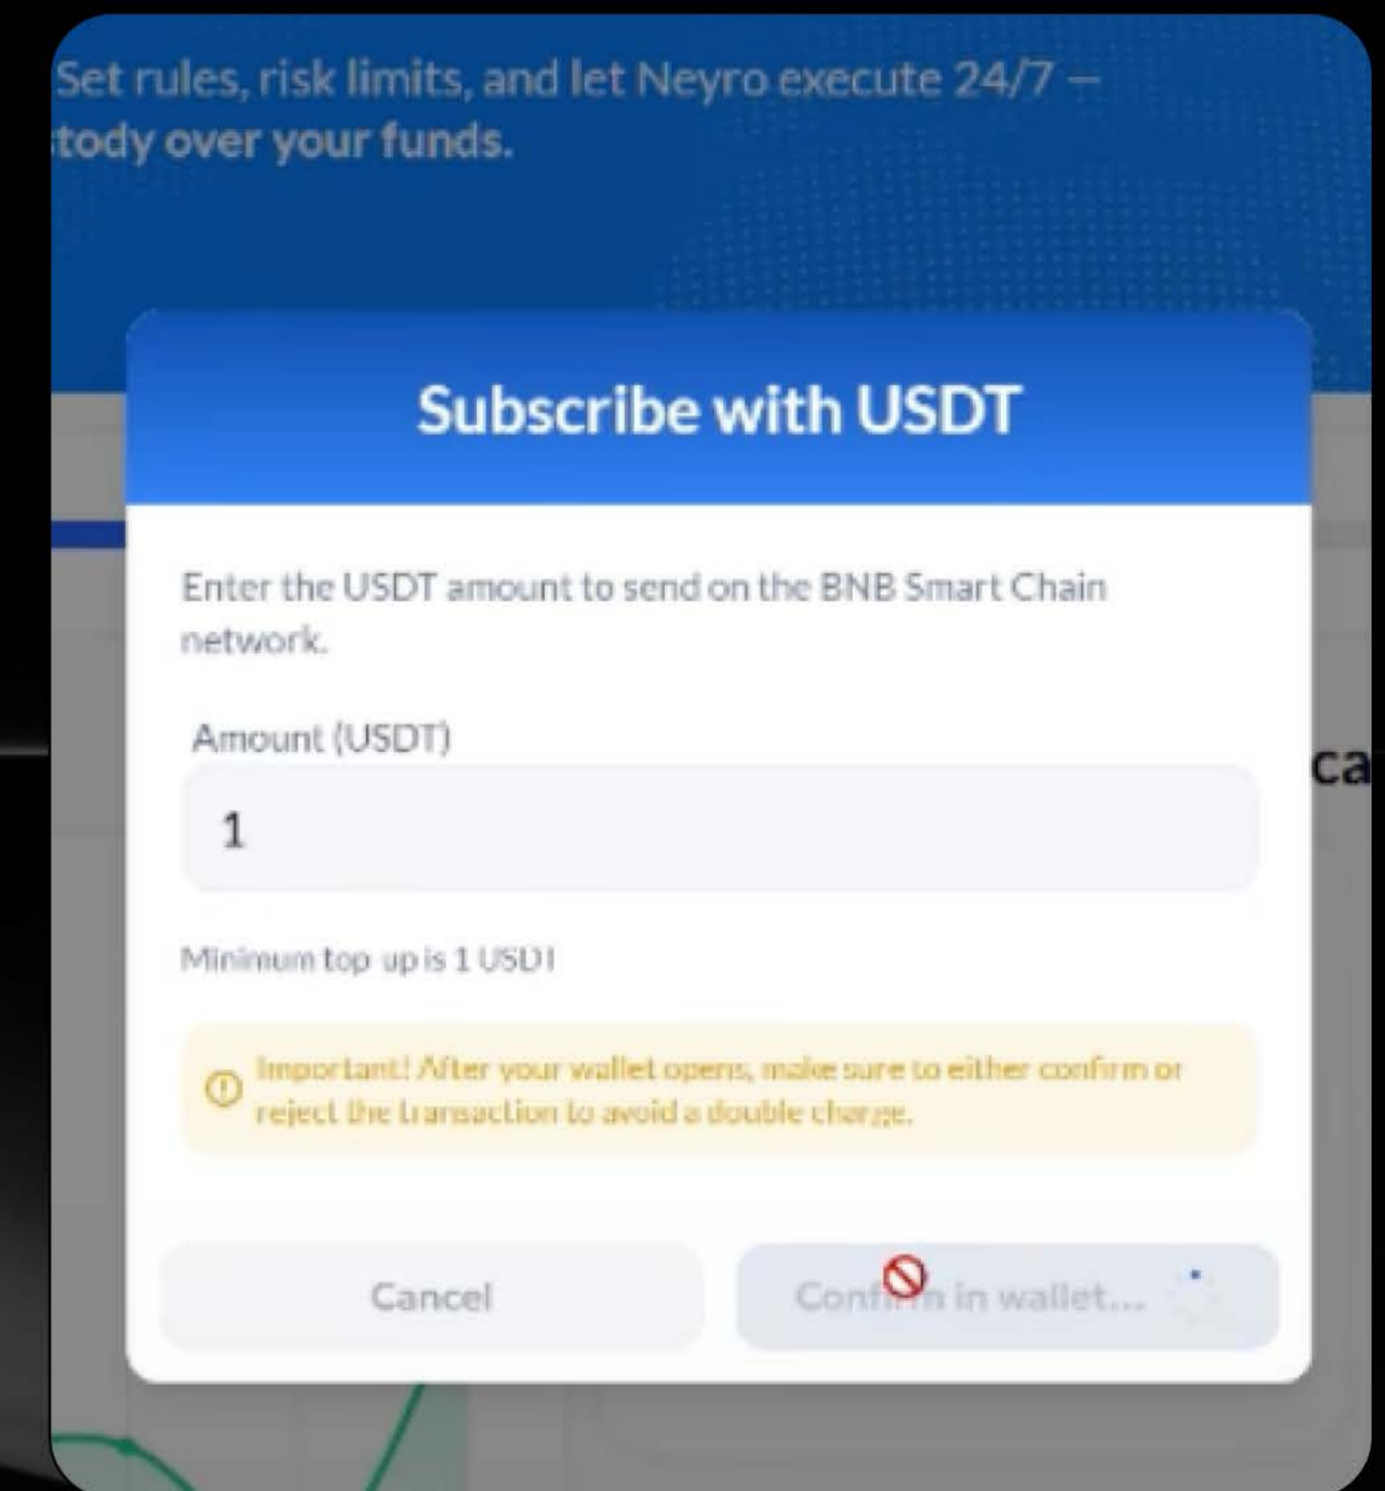 Set rules, risk limits, and let Neyro execute 24/7 —
tody over your funds.
Subscribe with USDT
Enter the USDT amount to send on the BNB Smart Chain
network.
Amount (USDT)
ca
1
Minimum top up is 1 USDT
Important! After your wallet opens, make sure to either confirm or
reject the transaction to avoid a double charge.
Cancel
Confirm in wallet...